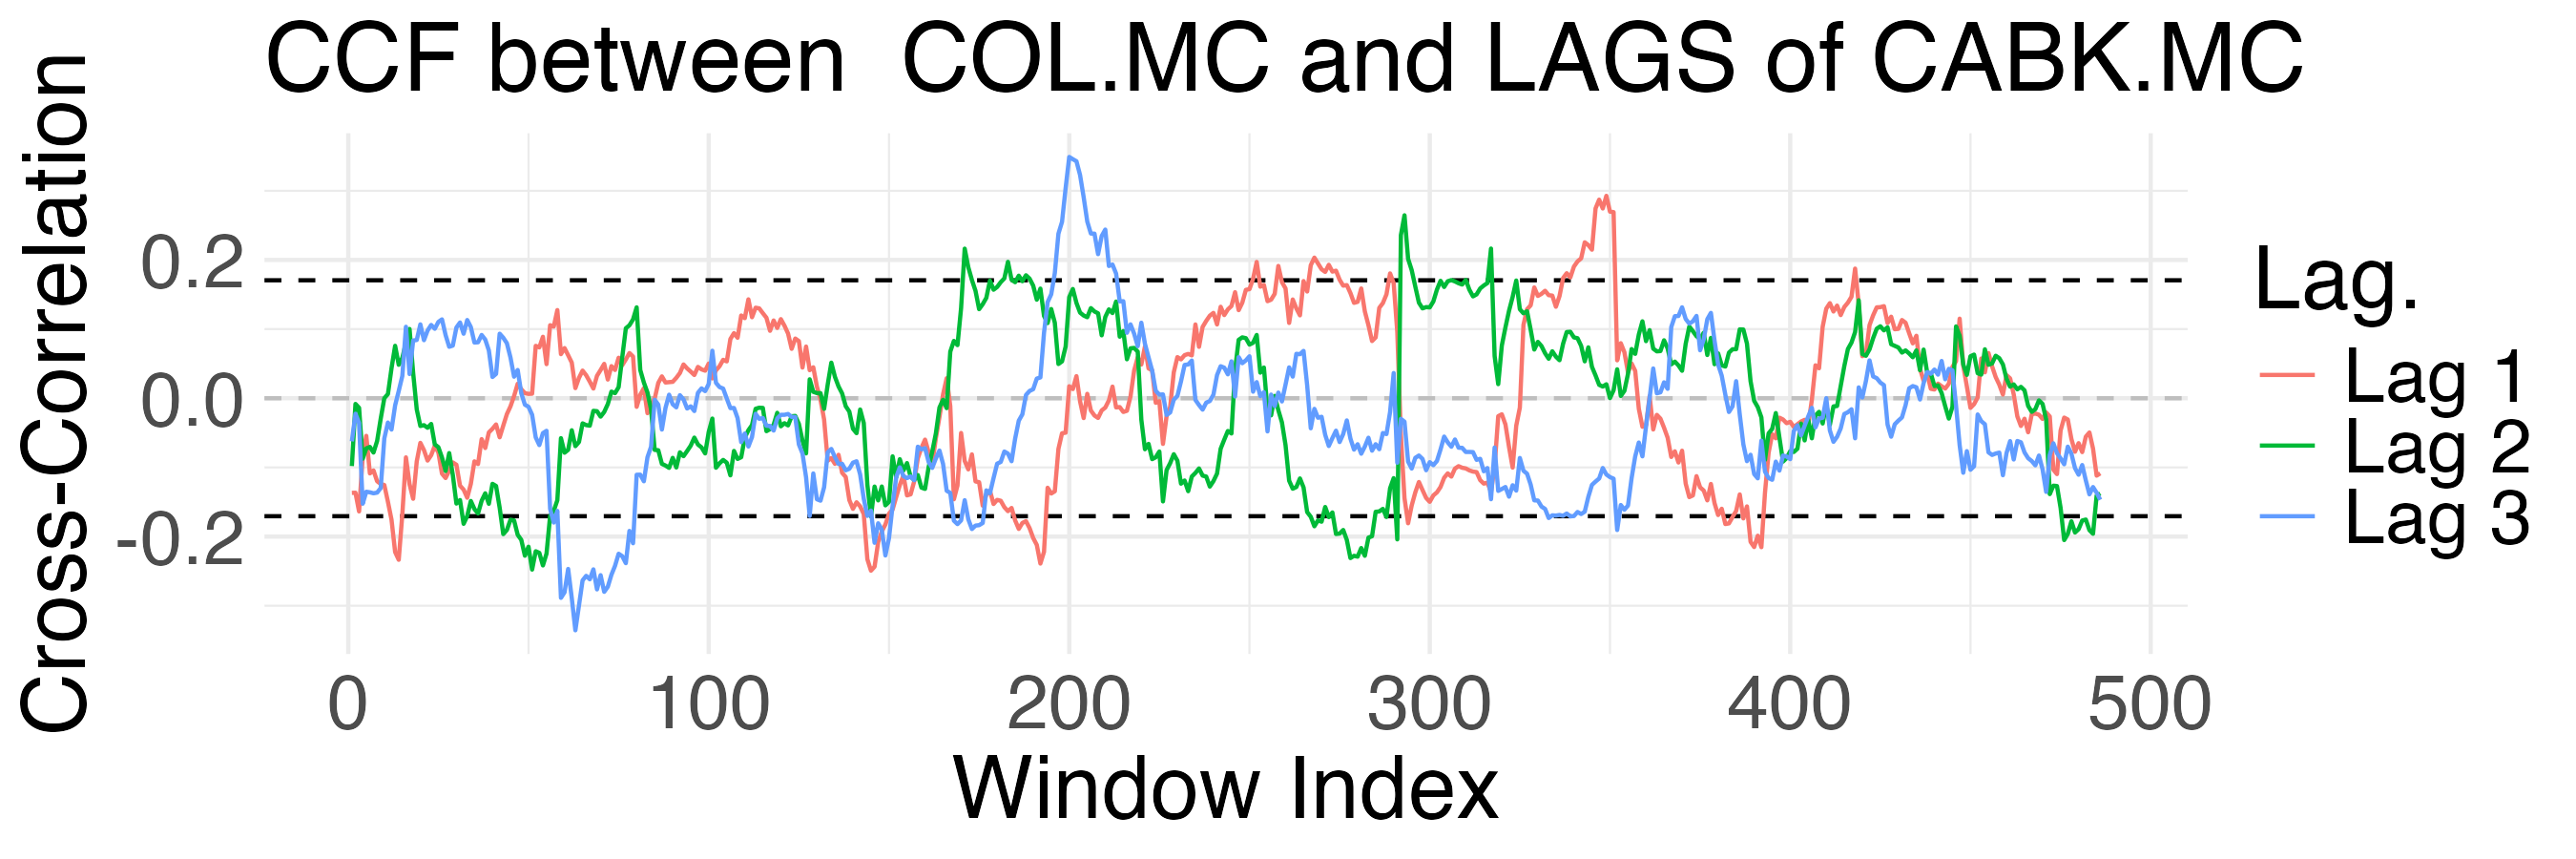 CCF between  COL.MC and LAGS of CABK.MC
Cross-Correlation
0.2
0.0
-0.2
0 100 200 300 400 500
Window Index
Lag.
Lag 1
Lag 2
Lag 3